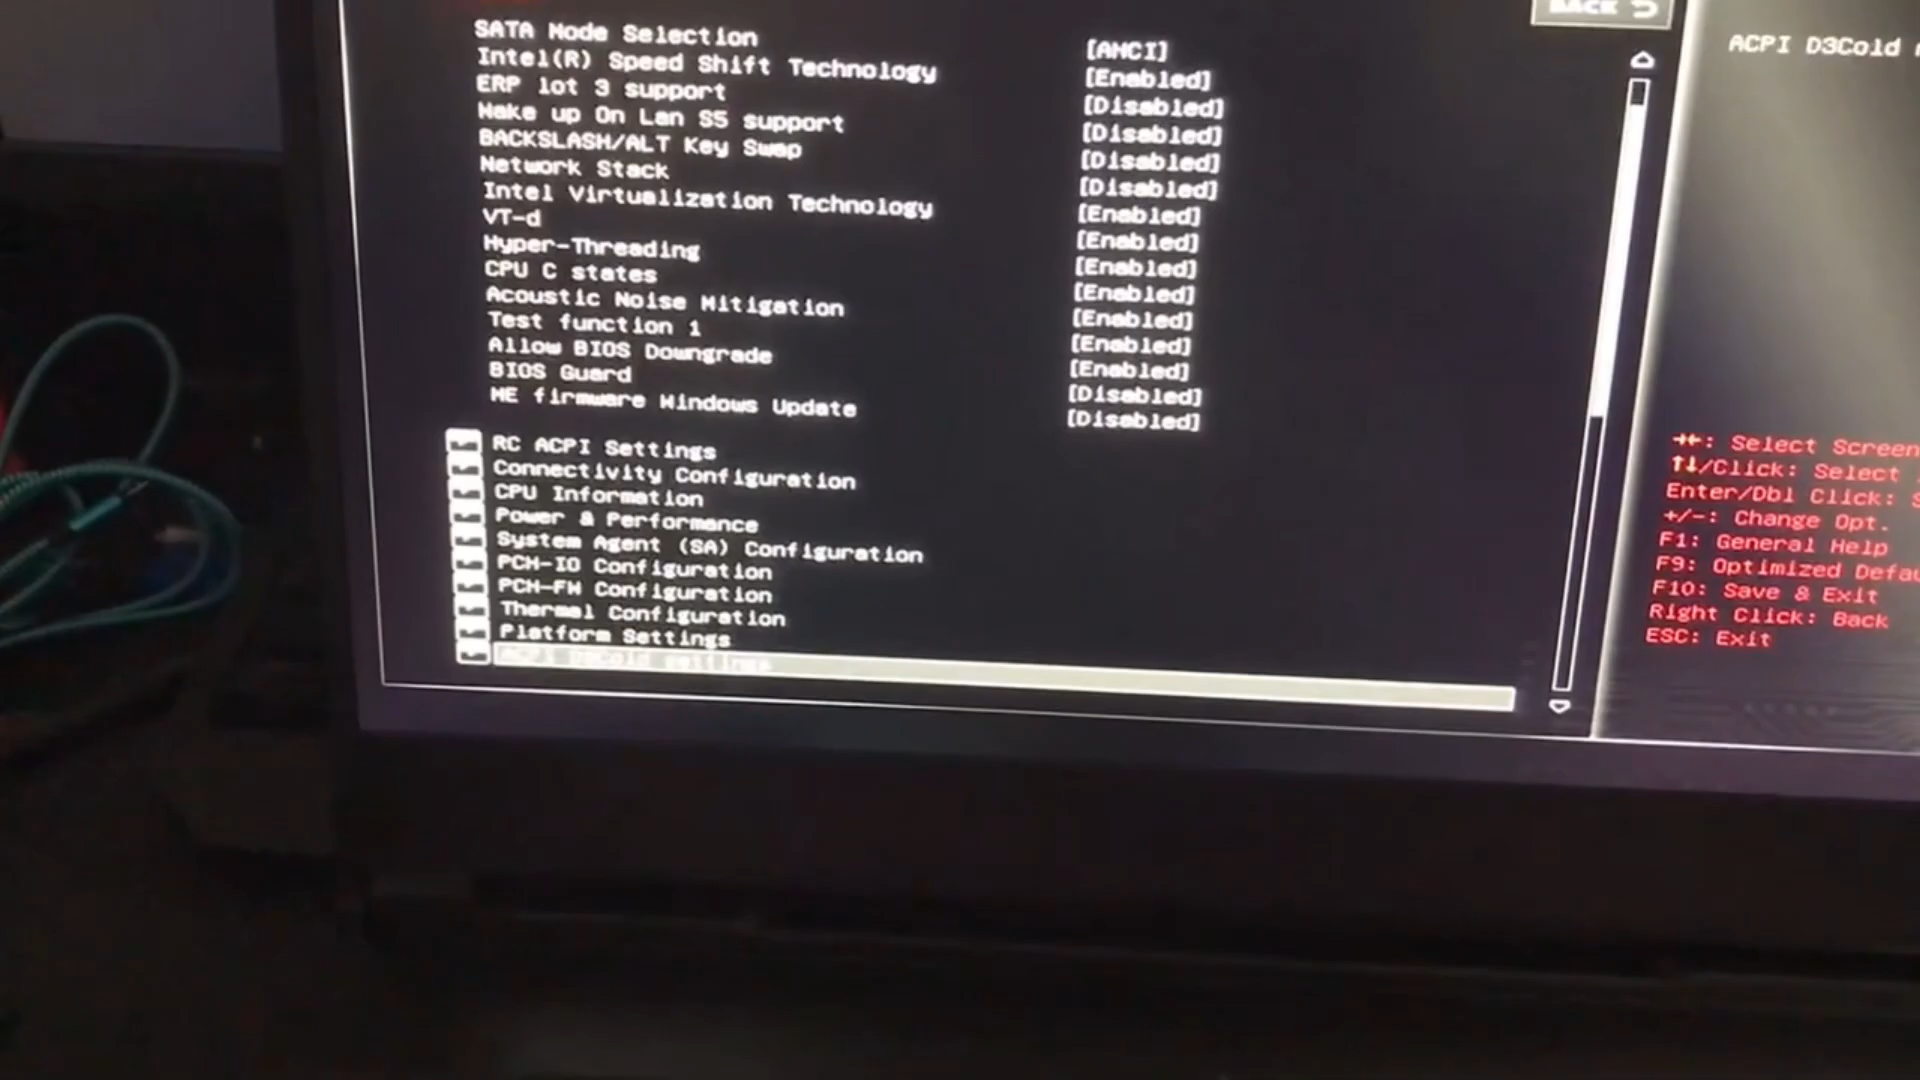 BACK
SATA Mode Selection [AHCI]
Intel(R) Speed Shift Technology [Enabled]
ERP lot 3 support [Disabled]
Wake up On Lan S5 support [Disabled]
BACKSLASH/ALT Key Swap [Disabled]
Network Stack [Disabled]
Intel Virtualization Technology [Enabled]
VT-d [Enabled]
Hyper-Threading [Enabled]
CPU C states [Enabled]
Acoustic Noise Mitigation [Enabled]
Test function 1 [Enabled]
Allow BIOS Downgrade [Enabled]
BIOS Guard [Disabled]
ME firmware Windows Update [Disabled]
RC ACPI Settings
Connectivity Configuration
CPU Information
Power & Performance
System Agent (SA) Configuration
PCH-IO Configuration
PCH-FW Configuration
Thermal Configuration
Platform Settings
ACPI D3Cold settings
ACPI D3Cold
→←: Select Screen
↑↓/Click: Select
Enter/Dbl Click:
+/-: Change Opt.
F1: General Help
F9: Optimized Defau
F10: Save & Exit
Right Click: Back
ESC: Exit